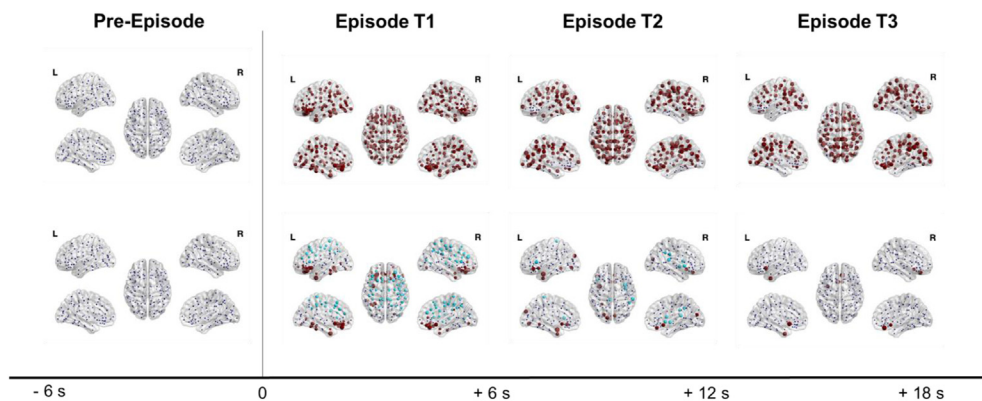 Pre-Episode Episode T1 Episode T2 Episode T3
L R L R L R L R
L R L R L R L R
- 6 s 0 + 6 s + 12 s + 18 s